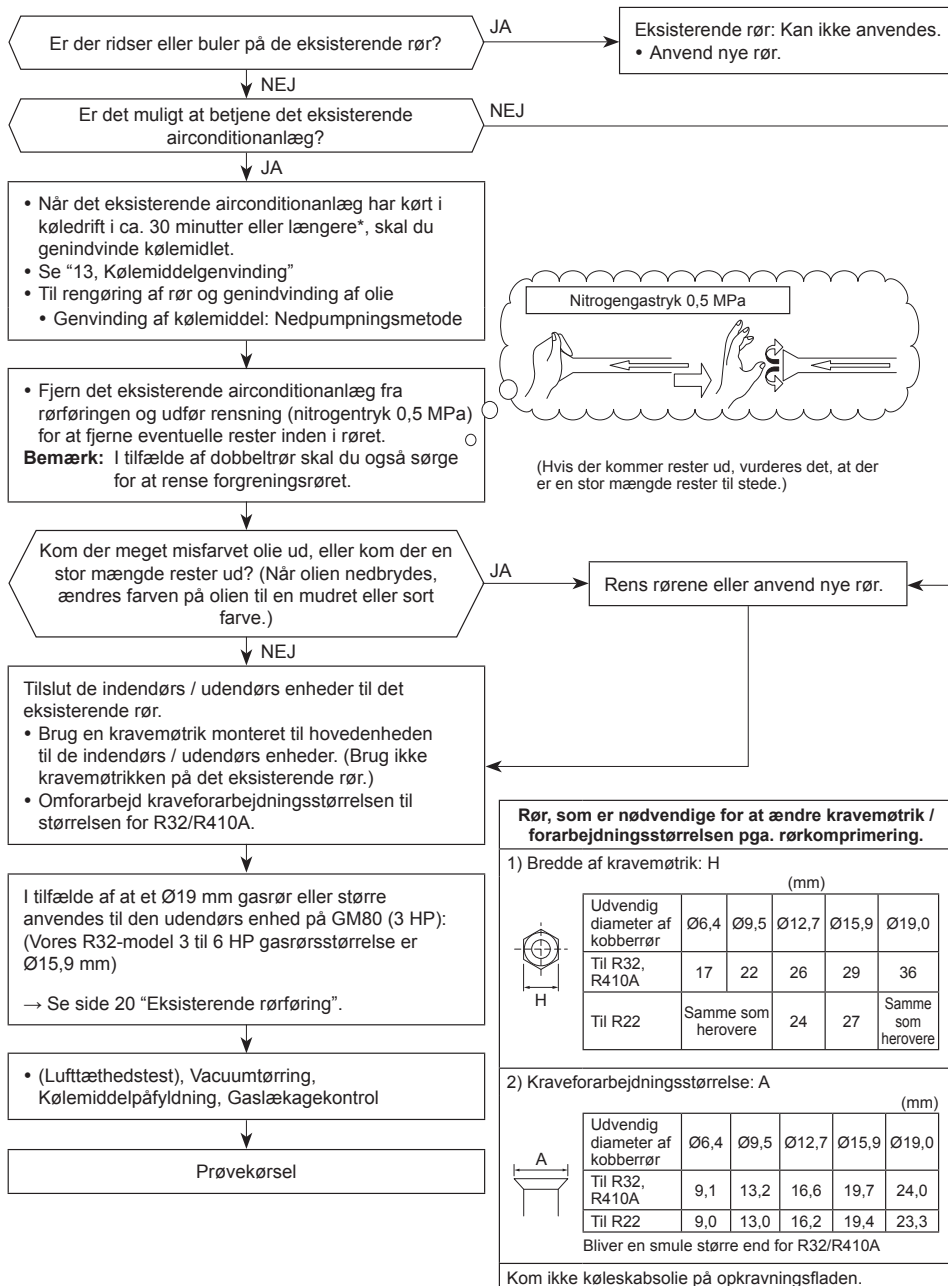 Er der ridser eller buler på de eksisterende rør?
JA
Eksisterende rør: Kan ikke anvendes.
• Anvend nye rør.
NEJ
Er det muligt at betjene det eksisterende
airconditionanlæg?
NEJ
JA
• Når det eksisterende airconditionanlæg har kørt i
køledrift i ca. 30 minutter eller længere*, skal du
genindvinde kølemidlet.
• Se “13, Kølemiddelgenvinding”
• Til rengøring af rør og genindvinding af olie
• Genvinding af kølemiddel: Nedpumpningsmetode
Nitrogengastryk 0,5 MPa
• Fjern det eksisterende airconditionanlæg fra
rørføringen og udfør rensning (nitrogentryk 0,5 MPa)
for at fjerne eventuelle rester inden i røret.
Bemærk: I tilfælde af dobbeltrør skal du også sørge
for at rense forgreningsrøret.
(Hvis der kommer rester ud, vurderes det, at der
er en stor mængde rester til stede.)
Kom der meget misfarvet olie ud, eller kom der en
stor mængde rester ud? (Når olien nedbrydes,
ændres farven på olien til en mudret eller sort
farve.)
JA
Rens rørene eller anvend nye rør.
NEJ
Tilslut de indendørs / udendørs enheder til det
eksisterende rør.
• Brug en kravemøtrik monteret til hovedenheden
til de indendørs / udendørs enheder. (Brug ikke
kravemøtrikken på det eksisterende rør.)
• Omforarbejd kraveforarbejdningsstørrelsen til
størrelsen for R32/R410A.
I tilfælde af at et Ø19 mm gasrør eller større
anvendes til den udendørs enhed på GM80 (3 HP):
(Vores R32-model 3 til 6 HP gasrørsstørrelse er
Ø15,9 mm)
→ Se side 20 “Eksisterende rørføring”.
• (Lufttæthedstest), Vacuumtørring,
Kølemiddelpåfyldning, Gaslækagekontrol
Prøvekørsel
Rør, som er nødvendige for at ændre kravemøtrik /
forarbejdningsstørrelsen pga. rørkomprimering.
1) Bredde af kravemøtrik: H
(mm)
H
Udvendig
diameter af
kobberrør
Ø6,4 Ø9,5 Ø12,7 Ø15,9 Ø19,0
Til R32,
R410A
17 22 26 29 36
Til R22
Samme som
herovere
24 27
Samme
som
herovere
2) Kraveforarbejdningsstørrelse: A
(mm)
A
Udvendig
diameter af
kobberrør
Ø6,4 Ø9,5 Ø12,7 Ø15,9 Ø19,0
Til R32,
R410A
9,1 13,2 16,6 19,7 24,0
Til R22 9,0 13,0 16,2 19,4 23,3
Bliver en smule større end for R32/R410A
Kom ikke køleskabsolie på opkravningsfladen.